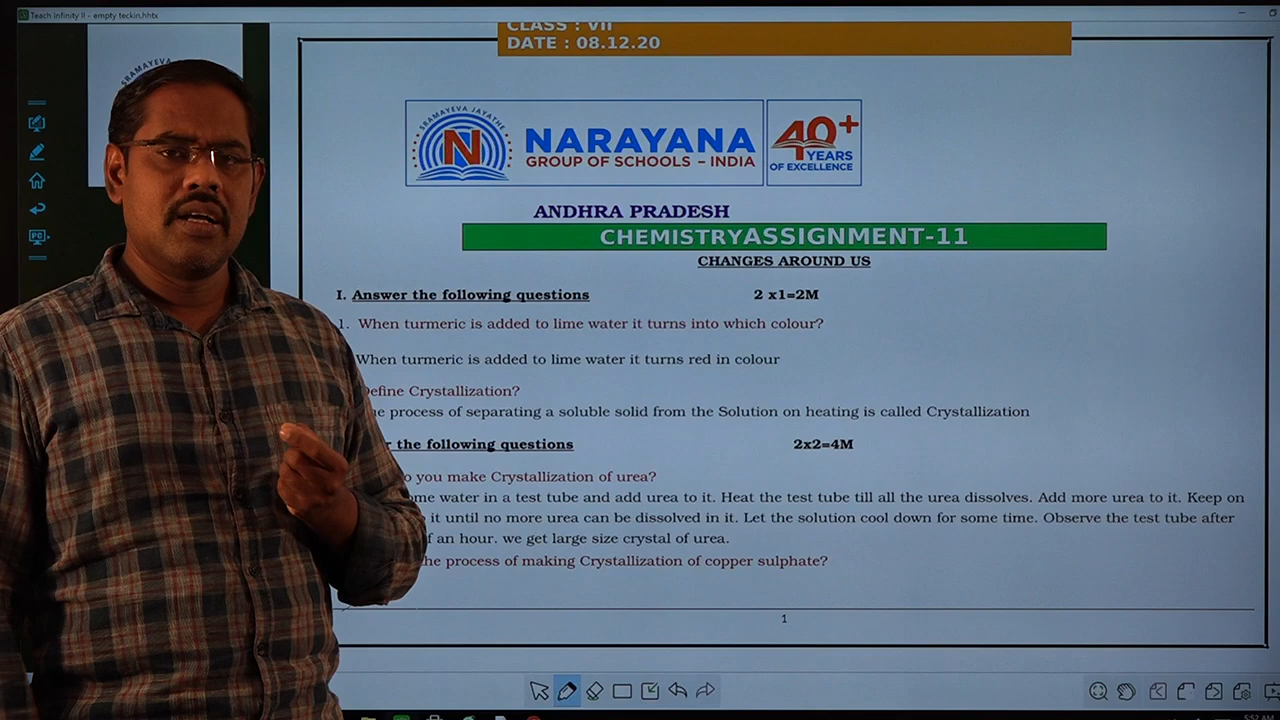 Teach Infinity II - empty teckin.hhtx
CLASS : VII
DATE : 08.12.20
SRAMAYEVA
SRAMAYEVA JAYATHE
N
NARAYANA
GROUP OF SCHOOLS – INDIA
40+
YEARS
OF EXCELLENCE
ANDHRA PRADESH
CHEMISTRYASSIGNMENT-11
CHANGES AROUND US
I. Answer the following questions 2 x1=2M
1. When turmeric is added to lime water it turns into which colour?
When turmeric is added to lime water it turns red in colour
Define Crystallization?
process of separating a soluble solid from the Solution on heating is called Crystallization
the following questions 2x2=4M
you make Crystallization of urea?
water in a test tube and add urea to it. Heat the test tube till all the urea dissolves. Add more urea to it. Keep on
it until no more urea can be dissolved in it. Let the solution cool down for some time. Observe the test tube after
an hour. we get large size crystal of urea.
the process of making Crystallization of copper sulphate?
1
PC
5:52 AM